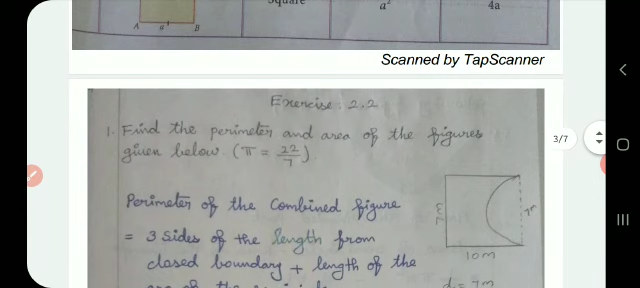 Square
a²
4a
A
a
B
Scanned by TapScanner
Exercise: 2.2
1. Find the perimeter and area of the figures
given below. (π = 22/7).
3/7
Perimeter of the combined figure
= 3 sides of the length from
closed boundary + length of the
7m
10m